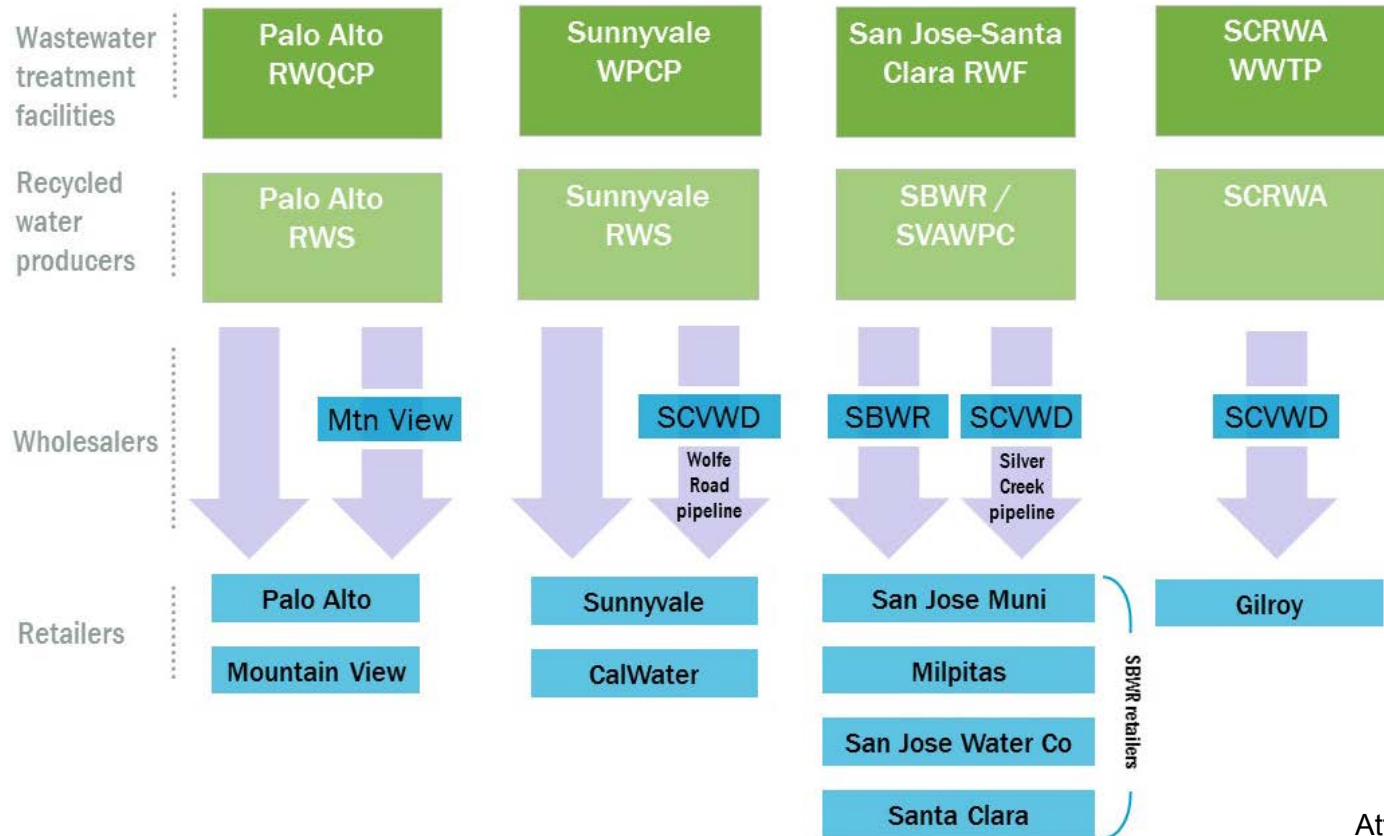 Wastewater
treatment
facilities
Palo Alto
RWQCP
Sunnyvale
WPCP
San Jose-Santa
Clara RWF
SCRWA
WWTP
Recycled
water
producers
Palo Alto
RWS
Sunnyvale
RWS
SBWR /
SVAWPC
SCRWA
Wholesalers
Mtn View
SCVWD
Wolfe
Road
pipeline
SBWR
SCVWD
Silver
Creek
pipeline
SCVWD
Retailers
Palo Alto
Mountain View
Sunnyvale
CalWater
San Jose Muni
Milpitas
San Jose Water Co
Santa Clara
SBWR retailers
Gilroy
At